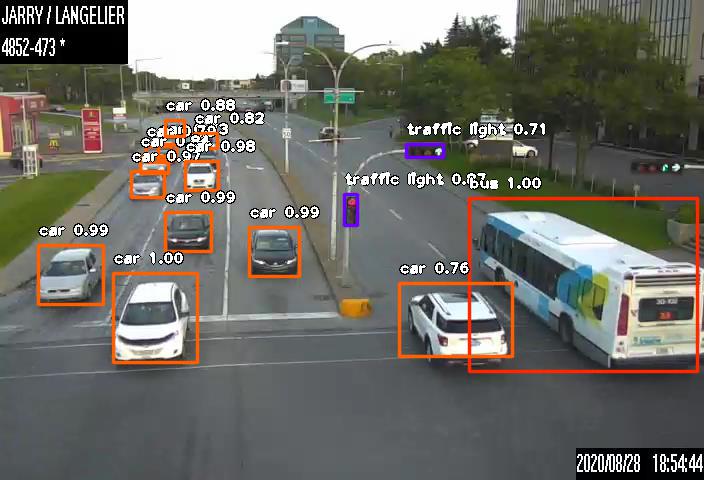 JARRY / LANGELIER
4852-473 *
car 0.88
car 0.82
car 0.97
car 0.98
traffic light 0.71
traffic light
bus 1.00
car 0.99
car 0.99
car 0.99
car 1.00
car 0.76
2020/08/28 18:54:44